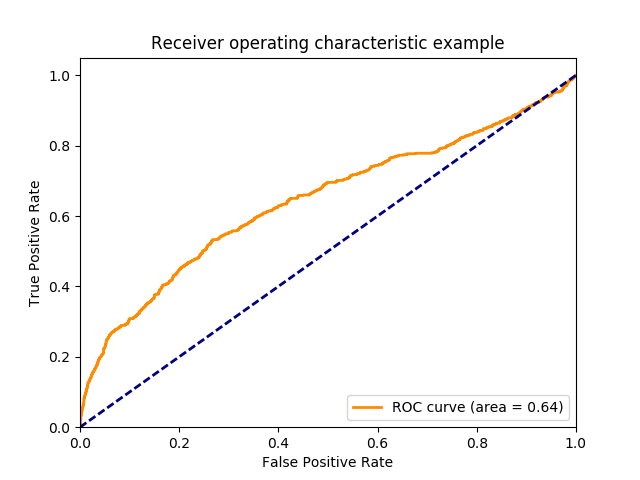 Receiver operating characteristic example
1.0
0.8
0.6
0.4
0.2
0.0
True Positive Rate
0.0 0.2 0.4 0.6 0.8 1.0
False Positive Rate
ROC curve (area = 0.64)